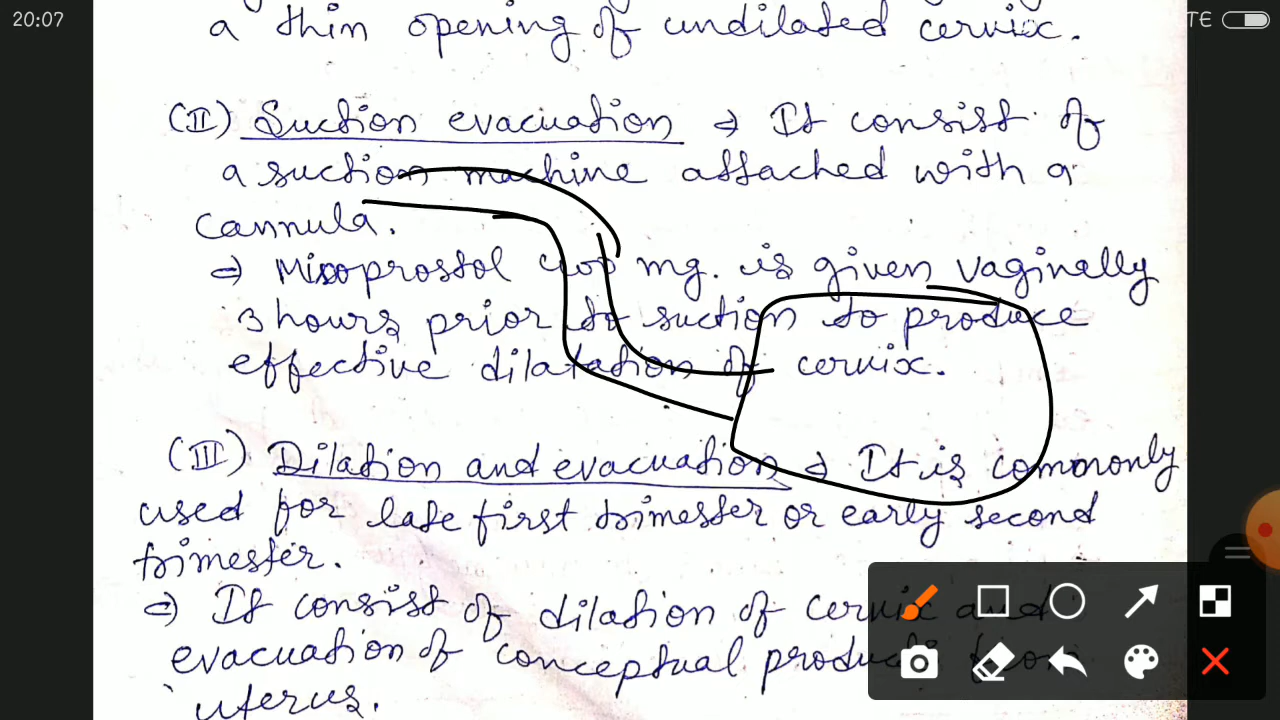 20:07
TE
a thin opening of undilated cervix.
(II) Suction evacuation → It consist of
a suction machine attached with a
cannula.
⇒ Misoprostol 400 mg. is given vaginally
3 hours prior to suction to produce
effective dilatation of cervix.
(III) Dilation and evacuation → It is commonly
used for late first trimester or early second
trimester.
⇒ It consist of dilation of cervix and
evacuation of conceptual products from
uterus.